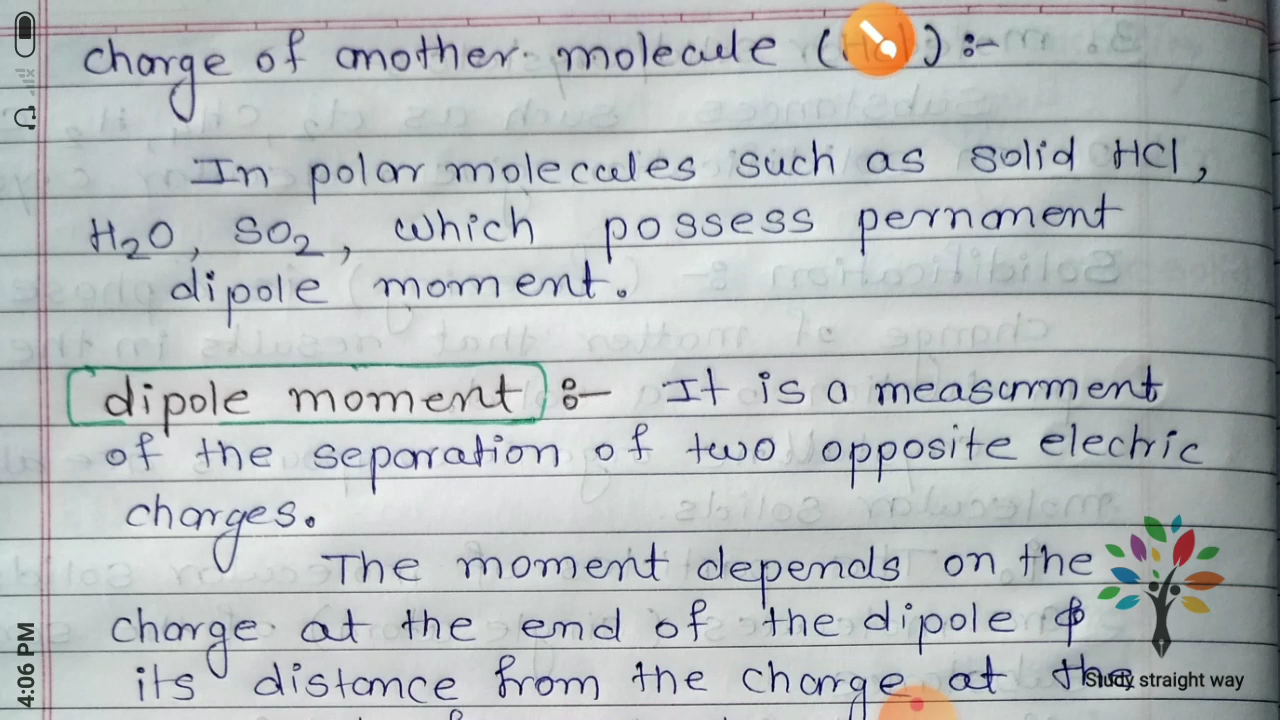 charge of another molecule ( ) :-
In polar molecules such as solid HCl,
H2O, SO2, which possess pernament
dipole moment.
dipole moment :- It is a measurment
of the separation of two opposite electric
charges.
The moment depends on the
charge at the end of the dipole &
its distance from the charge at the
Study straight way
4:06 PM